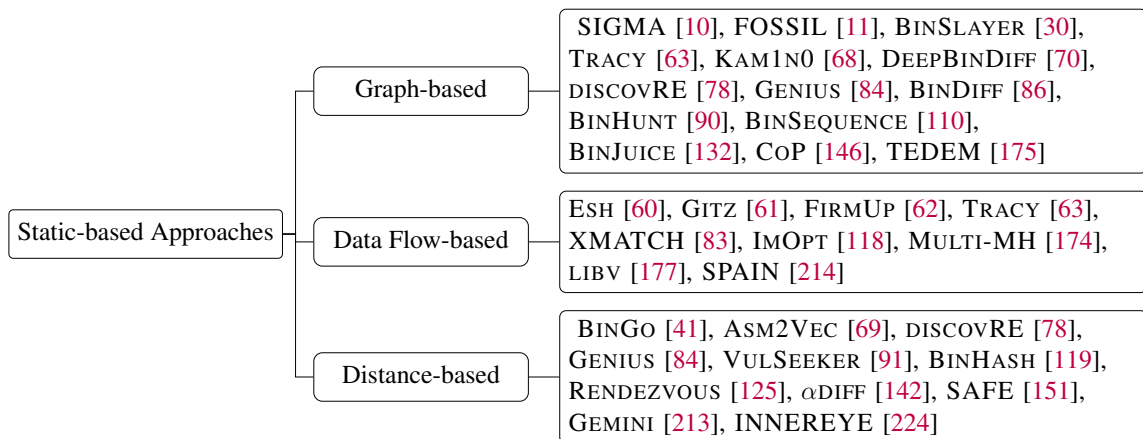 SIGMA [10], FOSSIL [11], BINSLAYER [30],
TRACY [63], KAM1N0 [68], DEEPBINDIFF [70],
DISCOVRE [78], GENIUS [84], BINDIFF [86],
BINHUNT [90], BINSEQUENCE [110],
BINJUICE [132], COP [146], TEDEM [175]
Graph-based
ESH [60], GITZ [61], FIRMUP [62], TRACY [63],
XMATCH [83], IMOPT [118], MULTI-MH [174],
LIBV [177], SPAIN [214]
Static-based Approaches
Data Flow-based
BINGO [41], ASM2VEC [69], DISCOVRE [78],
GENIUS [84], VULSEEKER [91], BINHASH [119],
RENDEZVOUS [125], αDIFF [142], SAFE [151],
GEMINI [213], INNEREYE [224]
Distance-based